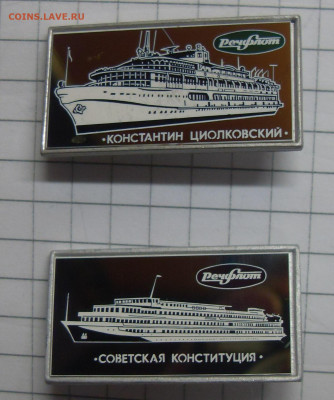 COINS.LAVE.RU
Речфлот
• КОНСТАНТИН ЦИОЛКОВСКИЙ •
Речфлот
• СОВЕТСКАЯ КОНСТИТУЦИЯ •